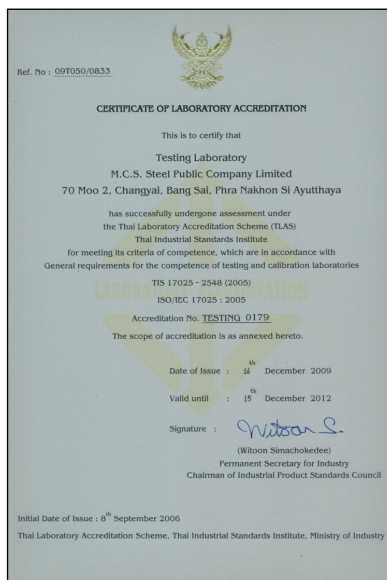 Ref. No : 09T050/0833
CERTIFICATE OF LABORATORY ACCREDITATION
This is to certify that
Testing Laboratory
M.C.S. Steel Public Company Limited
70 Moo 2, Changyai, Bang Sai, Phra Nakhon Si Ayutthaya
has successfully undergone assessment under
the Thai Laboratory Accreditation Scheme (TLAS)
Thai Industrial Standards Institute
for meeting its criteria of competence, which are in accordance with
General requirements for the competence of testing and calibration laboratories
TIS 17025 - 2548 (2005)
LABORATORY ACCREDITATION
ISO/IEC 17025 : 2005
Accreditation No. TESTING 0179
The scope of accreditation is as annexed hereto.
Date of Issue : 16th December 2009
Valid until : 15th December 2012
Signature : Witoon S.
(Witoon Simachokedee)
Permanent Secretary for Industry
Chairman of Industrial Product Standards Council
Initial Date of Issue : 8th September 2006
Thai Laboratory Accreditation Scheme, Thai Industrial Standards Institute, Ministry of Industry